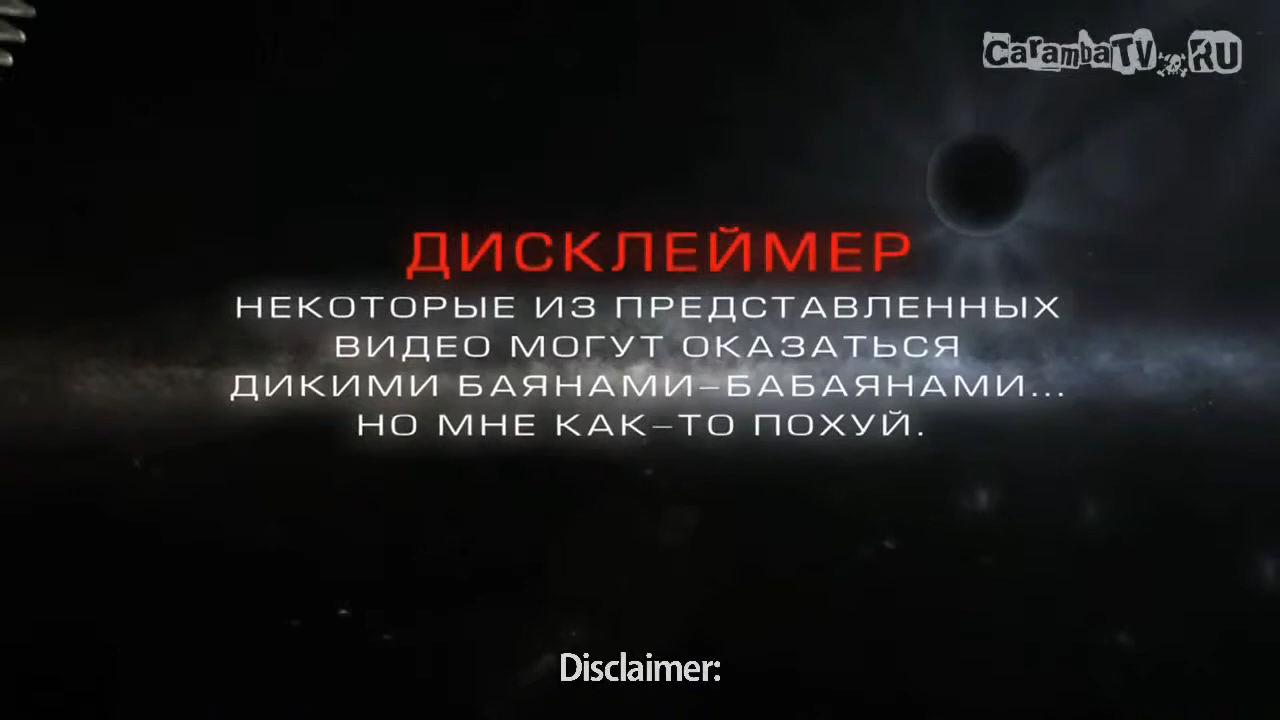 CarambaTV.RU
ДИСКЛЕЙМЕР
НЕКОТОРЫЕ ИЗ ПРЕДСТАВЛЕННЫХ
ВИДЕО МОГУТ ОКАЗАТЬСЯ
ДИКИМИ БАЯНАМИ–БАБАЯНАМИ...
НО МНЕ КАК–ТО ПОХУЙ.
Disclaimer: